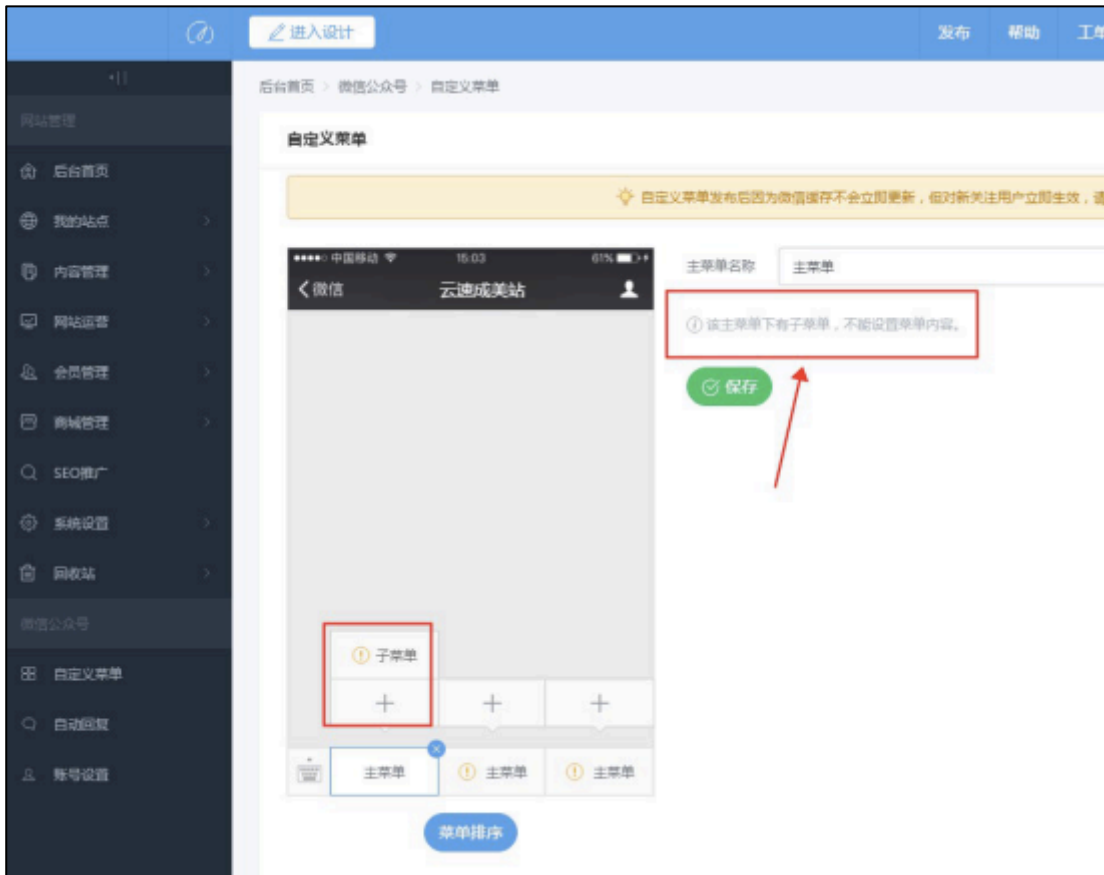 进入设计
发布 帮助 工单
网站管理
后台首页
我的站点
内容管理
网站运营
会员管理
商城管理
SEO推广
系统设置
回收站
微信公众号
自定义菜单
自动回复
账号设置
后台首页 > 微信公众号 > 自定义菜单
自定义菜单
自定义菜单发布后因为微信缓存不会立即更新，但对新关注用户立即生效，请
中国移动 15:03 61%
微信 云速成美站
子菜单
主菜单 主菜单 主菜单
菜单排序
主菜单名称 主菜单
该主菜单下有子菜单，不能设置菜单内容。
保存